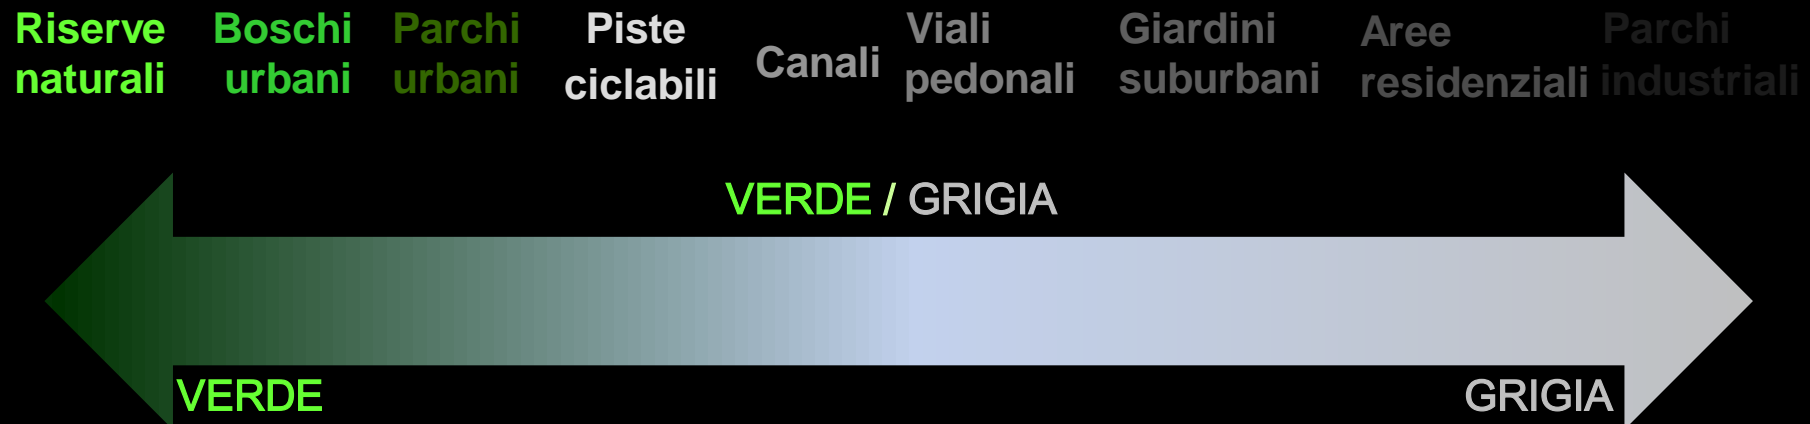 Riserve
naturali
Boschi
urbani
Parchi
urbani
Piste
ciclabili
Canali
Viali
pedonali
Giardini
suburbani
Aree
residenziali
Parchi
industriali
VERDE / GRIGIA
VERDE
GRIGIA